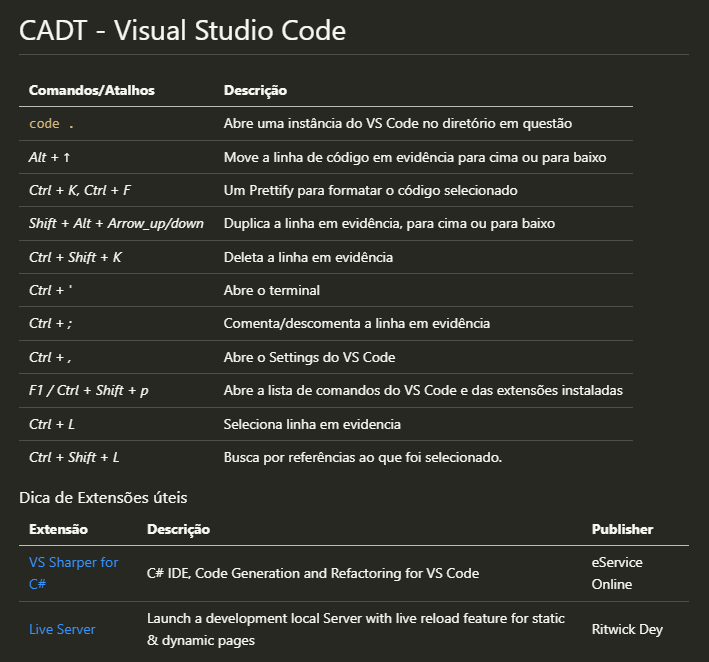 CADT - Visual Studio Code
Comandos/Atalhos Descrição
code . Abre uma instância do VS Code no diretório em questão
Alt + ↑ Move a linha de código em evidência para cima ou para baixo
Ctrl + K, Ctrl + F Um Prettify para formatar o código selecionado
Shift + Alt + Arrow_up/down Duplica a linha em evidência, para cima ou para baixo
Ctrl + Shift + K Deleta a linha em evidência
Ctrl + ' Abre o terminal
Ctrl + ; Comenta/descomenta a linha em evidência
Ctrl + , Abre o Settings do VS Code
F1 / Ctrl + Shift + p Abre a lista de comandos do VS Code e das extensões instaladas
Ctrl + L Seleciona linha em evidencia
Ctrl + Shift + L Busca por referências ao que foi selecionado.
Dica de Extensões úteis
Extensão Descrição Publisher
VS Sharper for
C#
C# IDE, Code Generation and Refactoring for VS Code
eService
Online
Live Server
Launch a development local Server with live reload feature for static
& dynamic pages
Ritwick Dey